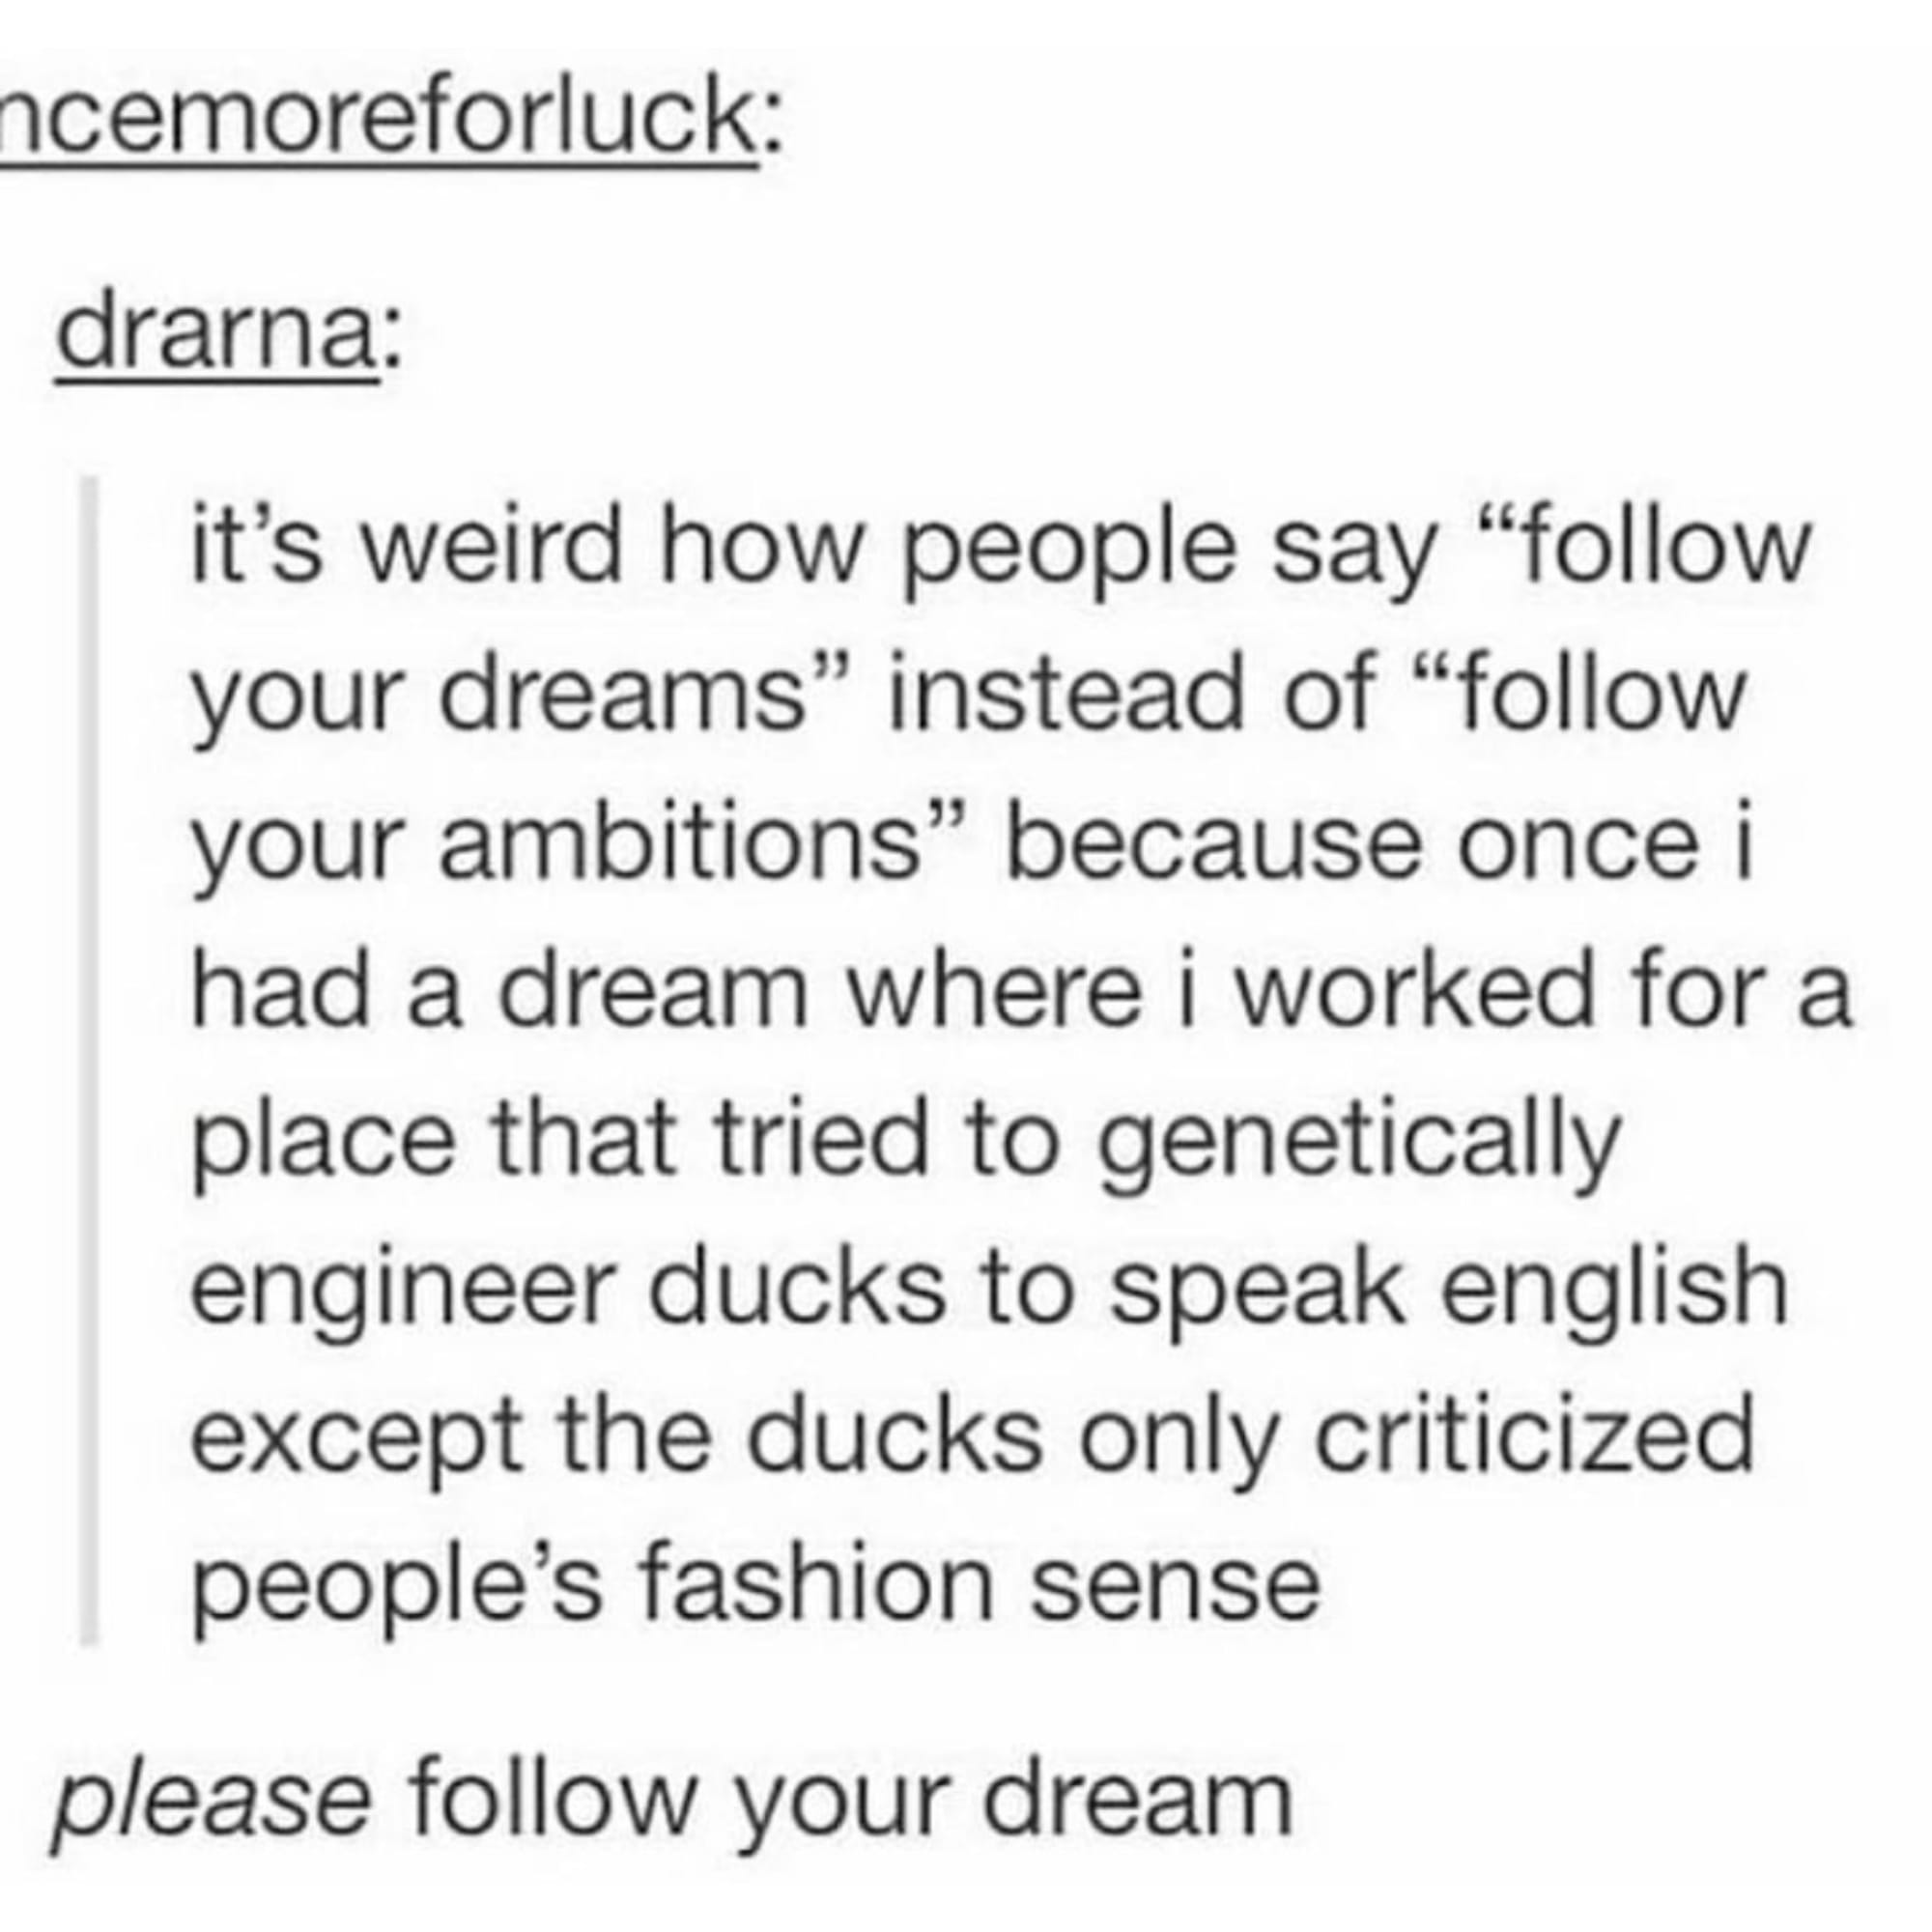 ncemoreforluck:
drarna:
it’s weird how people say “follow
your dreams” instead of “follow
your ambitions” because once i
had a dream where i worked for a
place that tried to genetically
engineer ducks to speak english
except the ducks only criticized
people’s fashion sense
please follow your dream